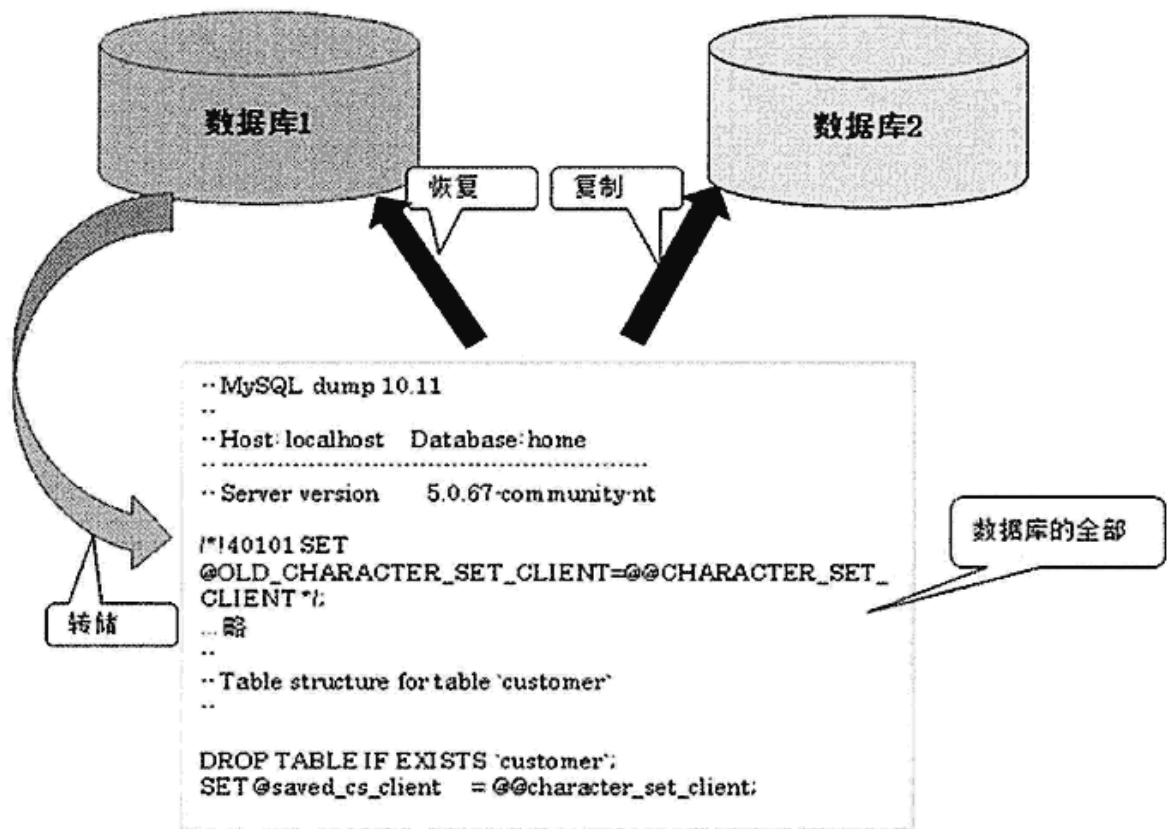 数据库1
数据库2
恢复
复制
-- MySQL dump 10.11
--
-- Host: localhost    Database: home
-- ------------------------------------------------------
-- Server version    5.0.67-community-nt
/*!40101 SET
@OLD_CHARACTER_SET_CLIENT=@@CHARACTER_SET_
CLIENT */;
... 略
--
-- Table structure for table `customer`
--
DROP TABLE IF EXISTS `customer`;
SET @saved_cs_client    = @@character_set_client;
数据库的全部
转储